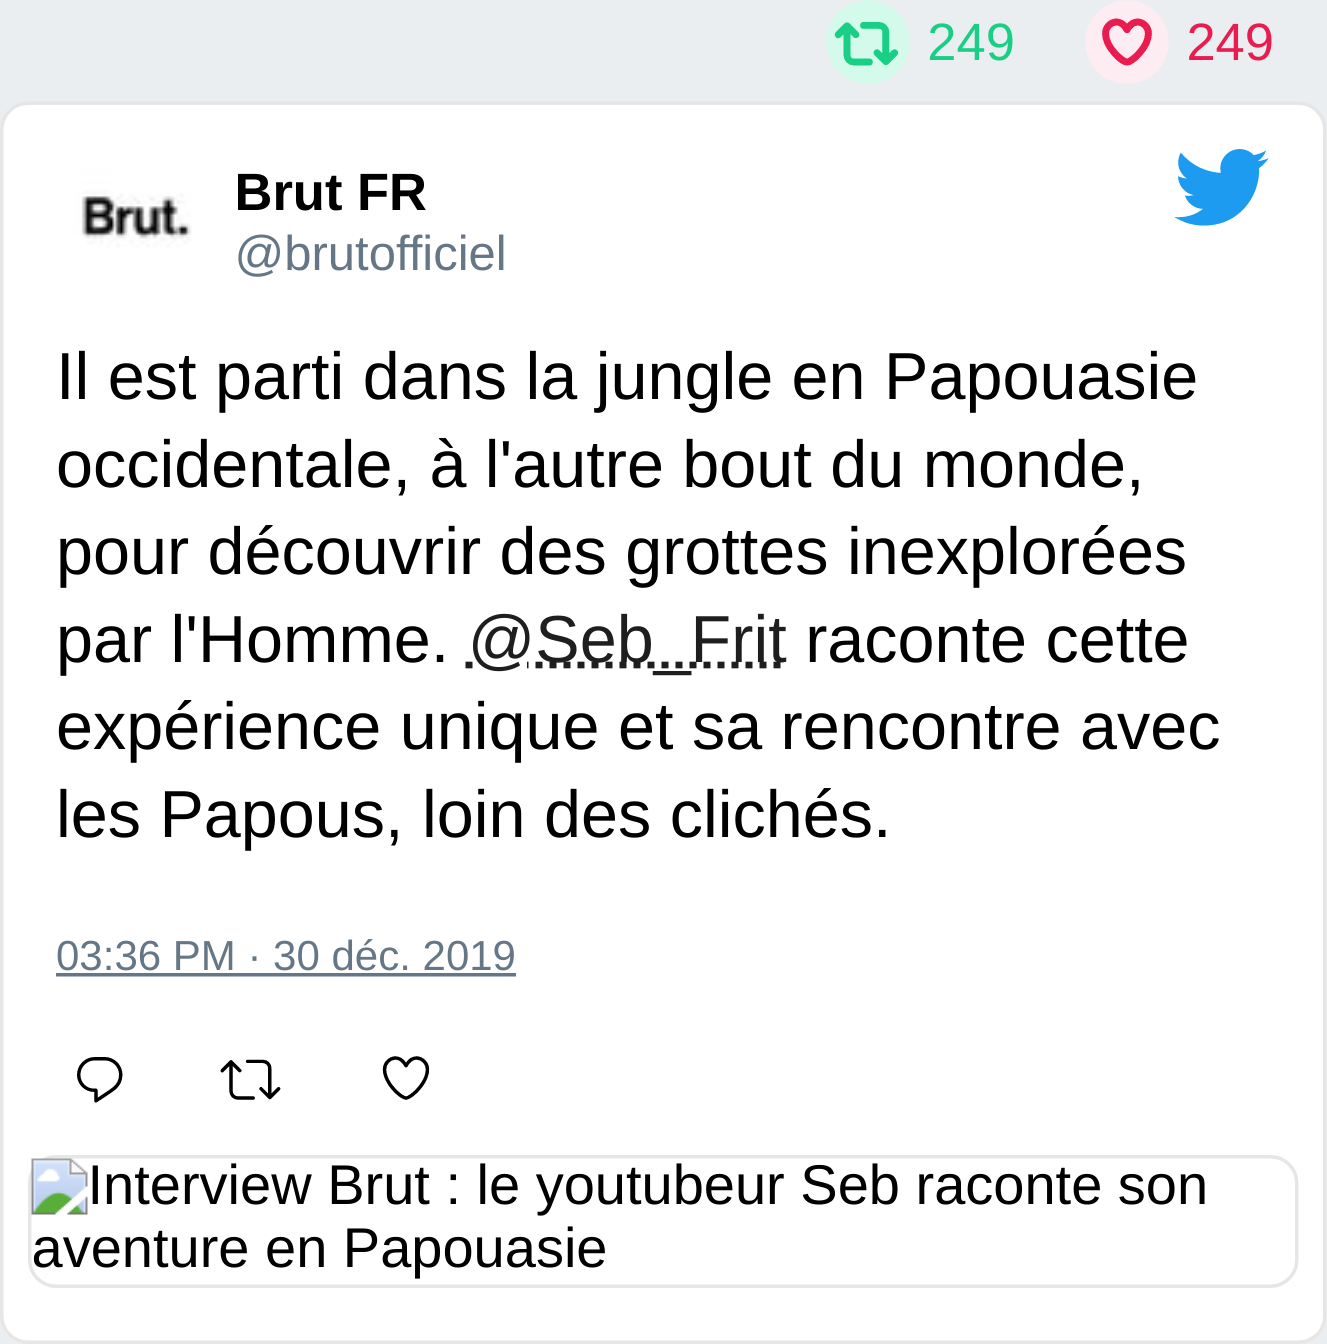 249 249
Brut. Brut FR
@brutofficiel
Il est parti dans la jungle en Papouasie
occidentale, à l'autre bout du monde,
pour découvrir des grottes inexplorées
par l'Homme. @Seb_Frit raconte cette
expérience unique et sa rencontre avec
les Papous, loin des clichés.
03:36 PM · 30 déc. 2019
Interview Brut : le youtubeur Seb raconte son
aventure en Papouasie